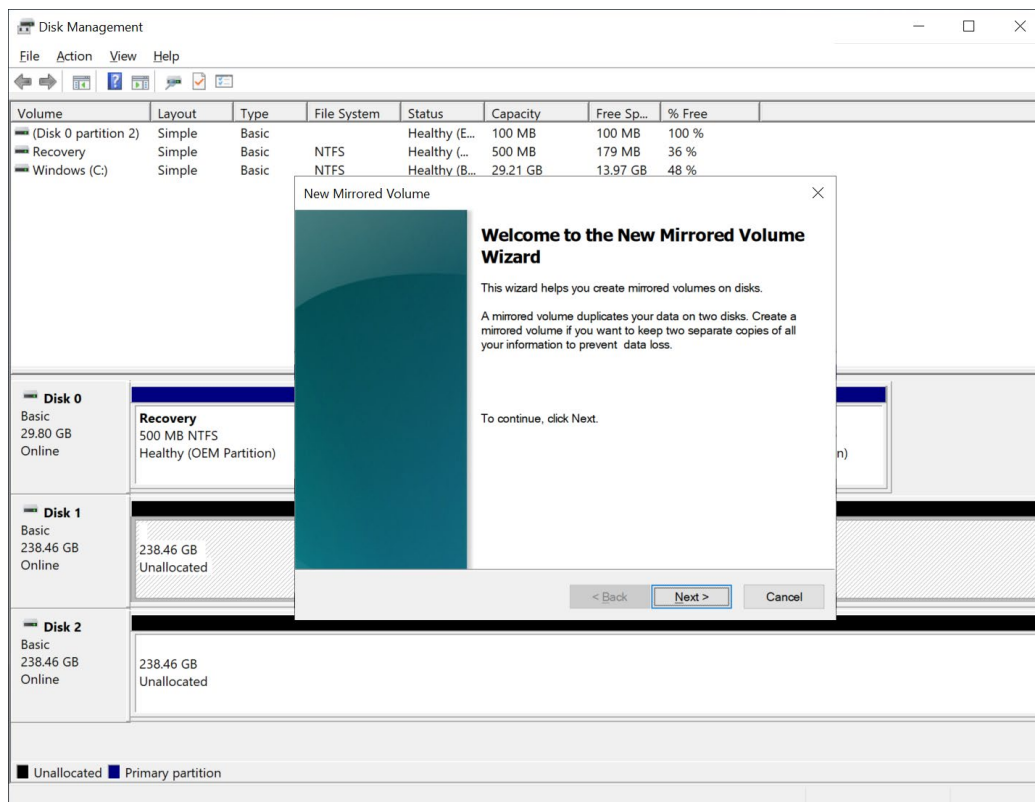 Disk Management
File Action View Help
Volume Layout Type File System Status Capacity Free Sp... % Free
(Disk 0 partition 2) Simple Basic Healthy (E... 100 MB 100 MB 100 %
Recovery Simple Basic NTFS Healthy (... 500 MB 179 MB 36 %
Windows (C:) Simple Basic NTFS Healthy (B... 29.21 GB 13.97 GB 48 %
New Mirrored Volume
Welcome to the New Mirrored Volume
Wizard
This wizard helps you create mirrored volumes on disks.
A mirrored volume duplicates your data on two disks. Create a
mirrored volume if you want to keep two separate copies of all
your information to prevent data loss.
To continue, click Next.
< Back Next > Cancel
Disk 0
Basic
29.80 GB
Online
Recovery
500 MB NTFS
Healthy (OEM Partition)
n)
Disk 1
Basic
238.46 GB
Online
238.46 GB
Unallocated
Disk 2
Basic
238.46 GB
Online
238.46 GB
Unallocated
Unallocated Primary partition